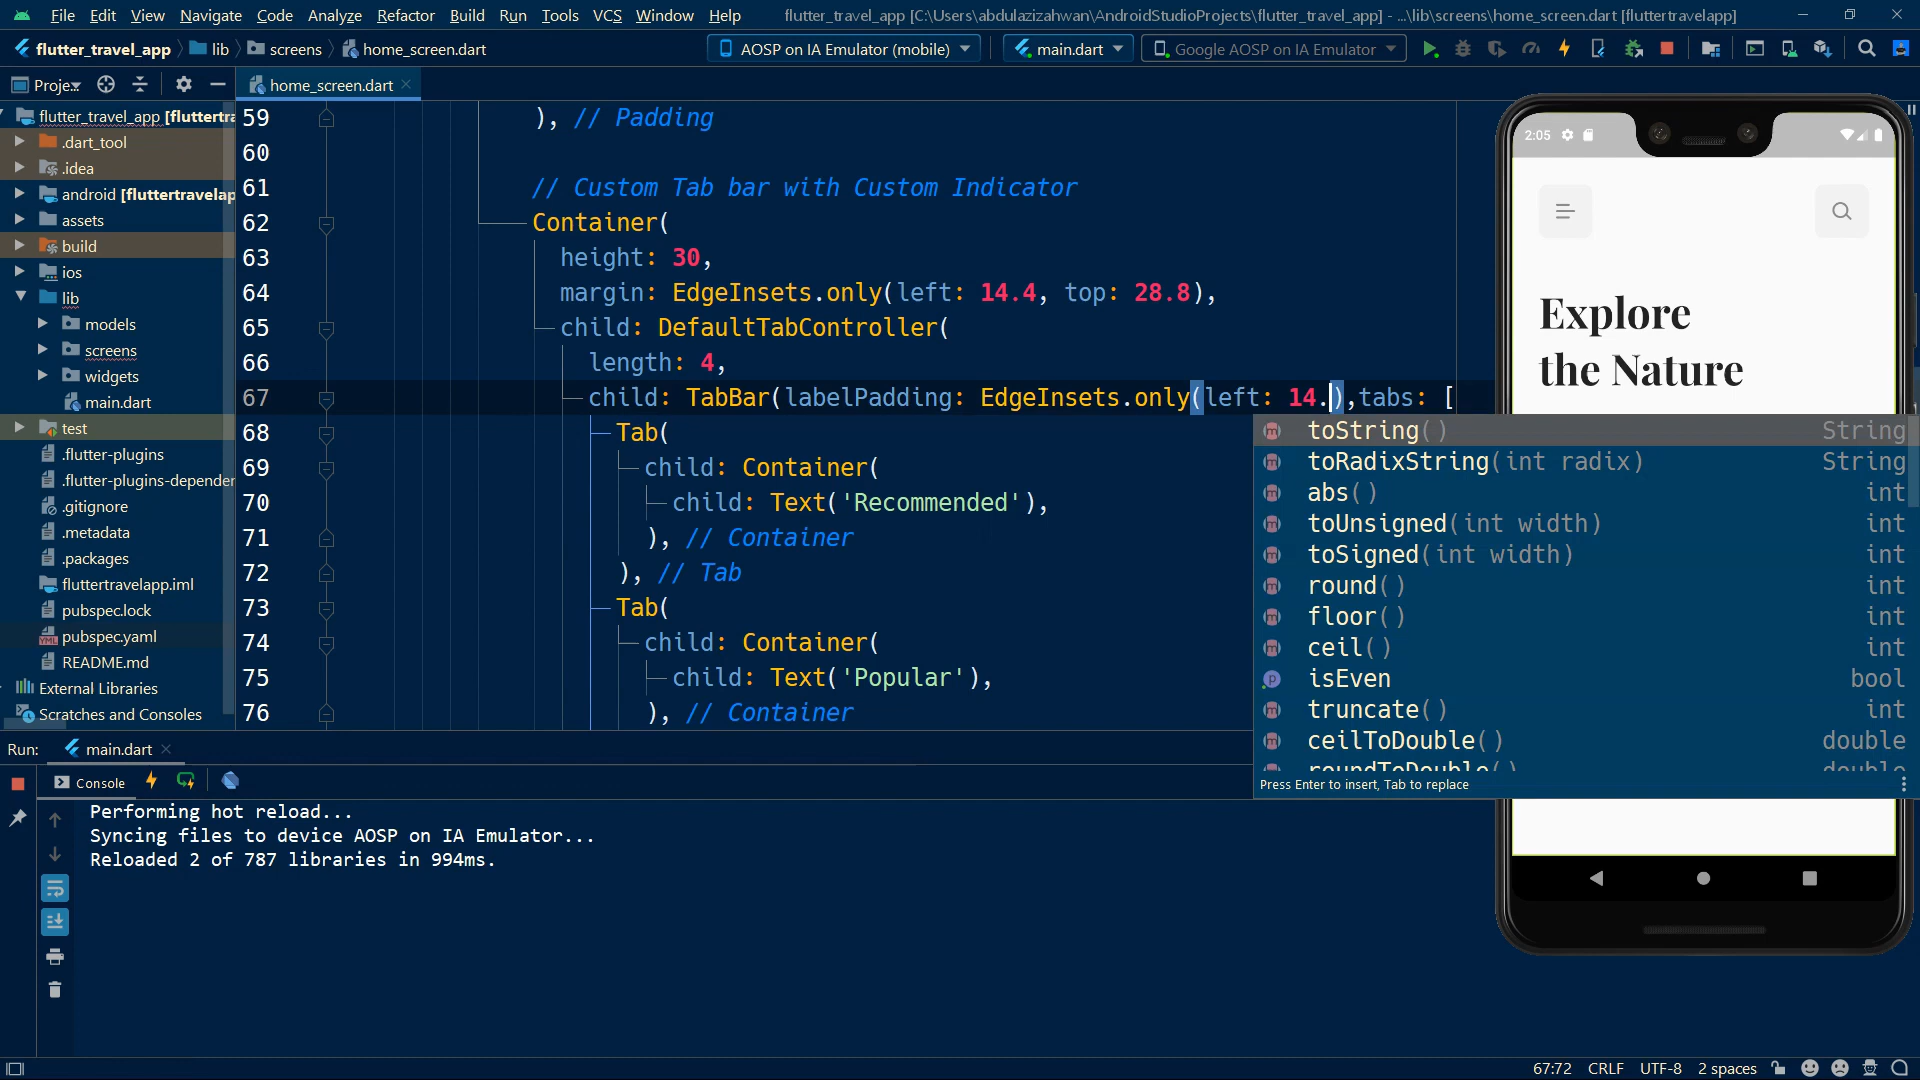 File Edit View Navigate Code Analyze Refactor Build Run Tools VCS Window Help flutter_travel_app [C:\Users\abdulazizahwan\AndroidStudioProjects\flutter_travel_app] - ...\lib\screens\home_screen.dart [fluttertravelapp]
flutter_travel_app lib screens home_screen.dart AOSP on IA Emulator (mobile) main.dart Google AOSP on IA Emulator
Proje... home_screen.dart
flutter_travel_app [fluttertra
.dart_tool
.idea
android [fluttertravelap
assets
build
ios
lib
models
screens
widgets
main.dart
test
.flutter-plugins
.flutter-plugins-depender
.gitignore
.metadata
.packages
fluttertravelapp.iml
pubspec.lock
pubspec.yaml
README.md
External Libraries
Scratches and Consoles
59 ), // Padding
60
61 // Custom Tab bar with Custom Indicator
62 Container(
63 height: 30,
64 margin: EdgeInsets.only(left: 14.4, top: 28.8),
65 child: DefaultTabController(
66 length: 4,
67 child: TabBar(labelPadding: EdgeInsets.only(left: 14.),tabs: [
68 Tab(
69 child: Container(
70 child: Text('Recommended'),
71 ), // Container
72 ), // Tab
73 Tab(
74 child: Container(
75 child: Text('Popular'),
76 ), // Container
toString() String
toRadixString(int radix) String
abs() int
toUnsigned(int width) int
toSigned(int width) int
round() int
floor() int
ceil() int
isEven bool
truncate() int
ceilToDouble() double
roundToDouble() double
Press Enter to insert, Tab to replace
2:05
Explore
the Nature
Run: main.dart
Console
Performing hot reload...
Syncing files to device AOSP on IA Emulator...
Reloaded 2 of 787 libraries in 994ms.
67:72 CRLF UTF-8 2 spaces